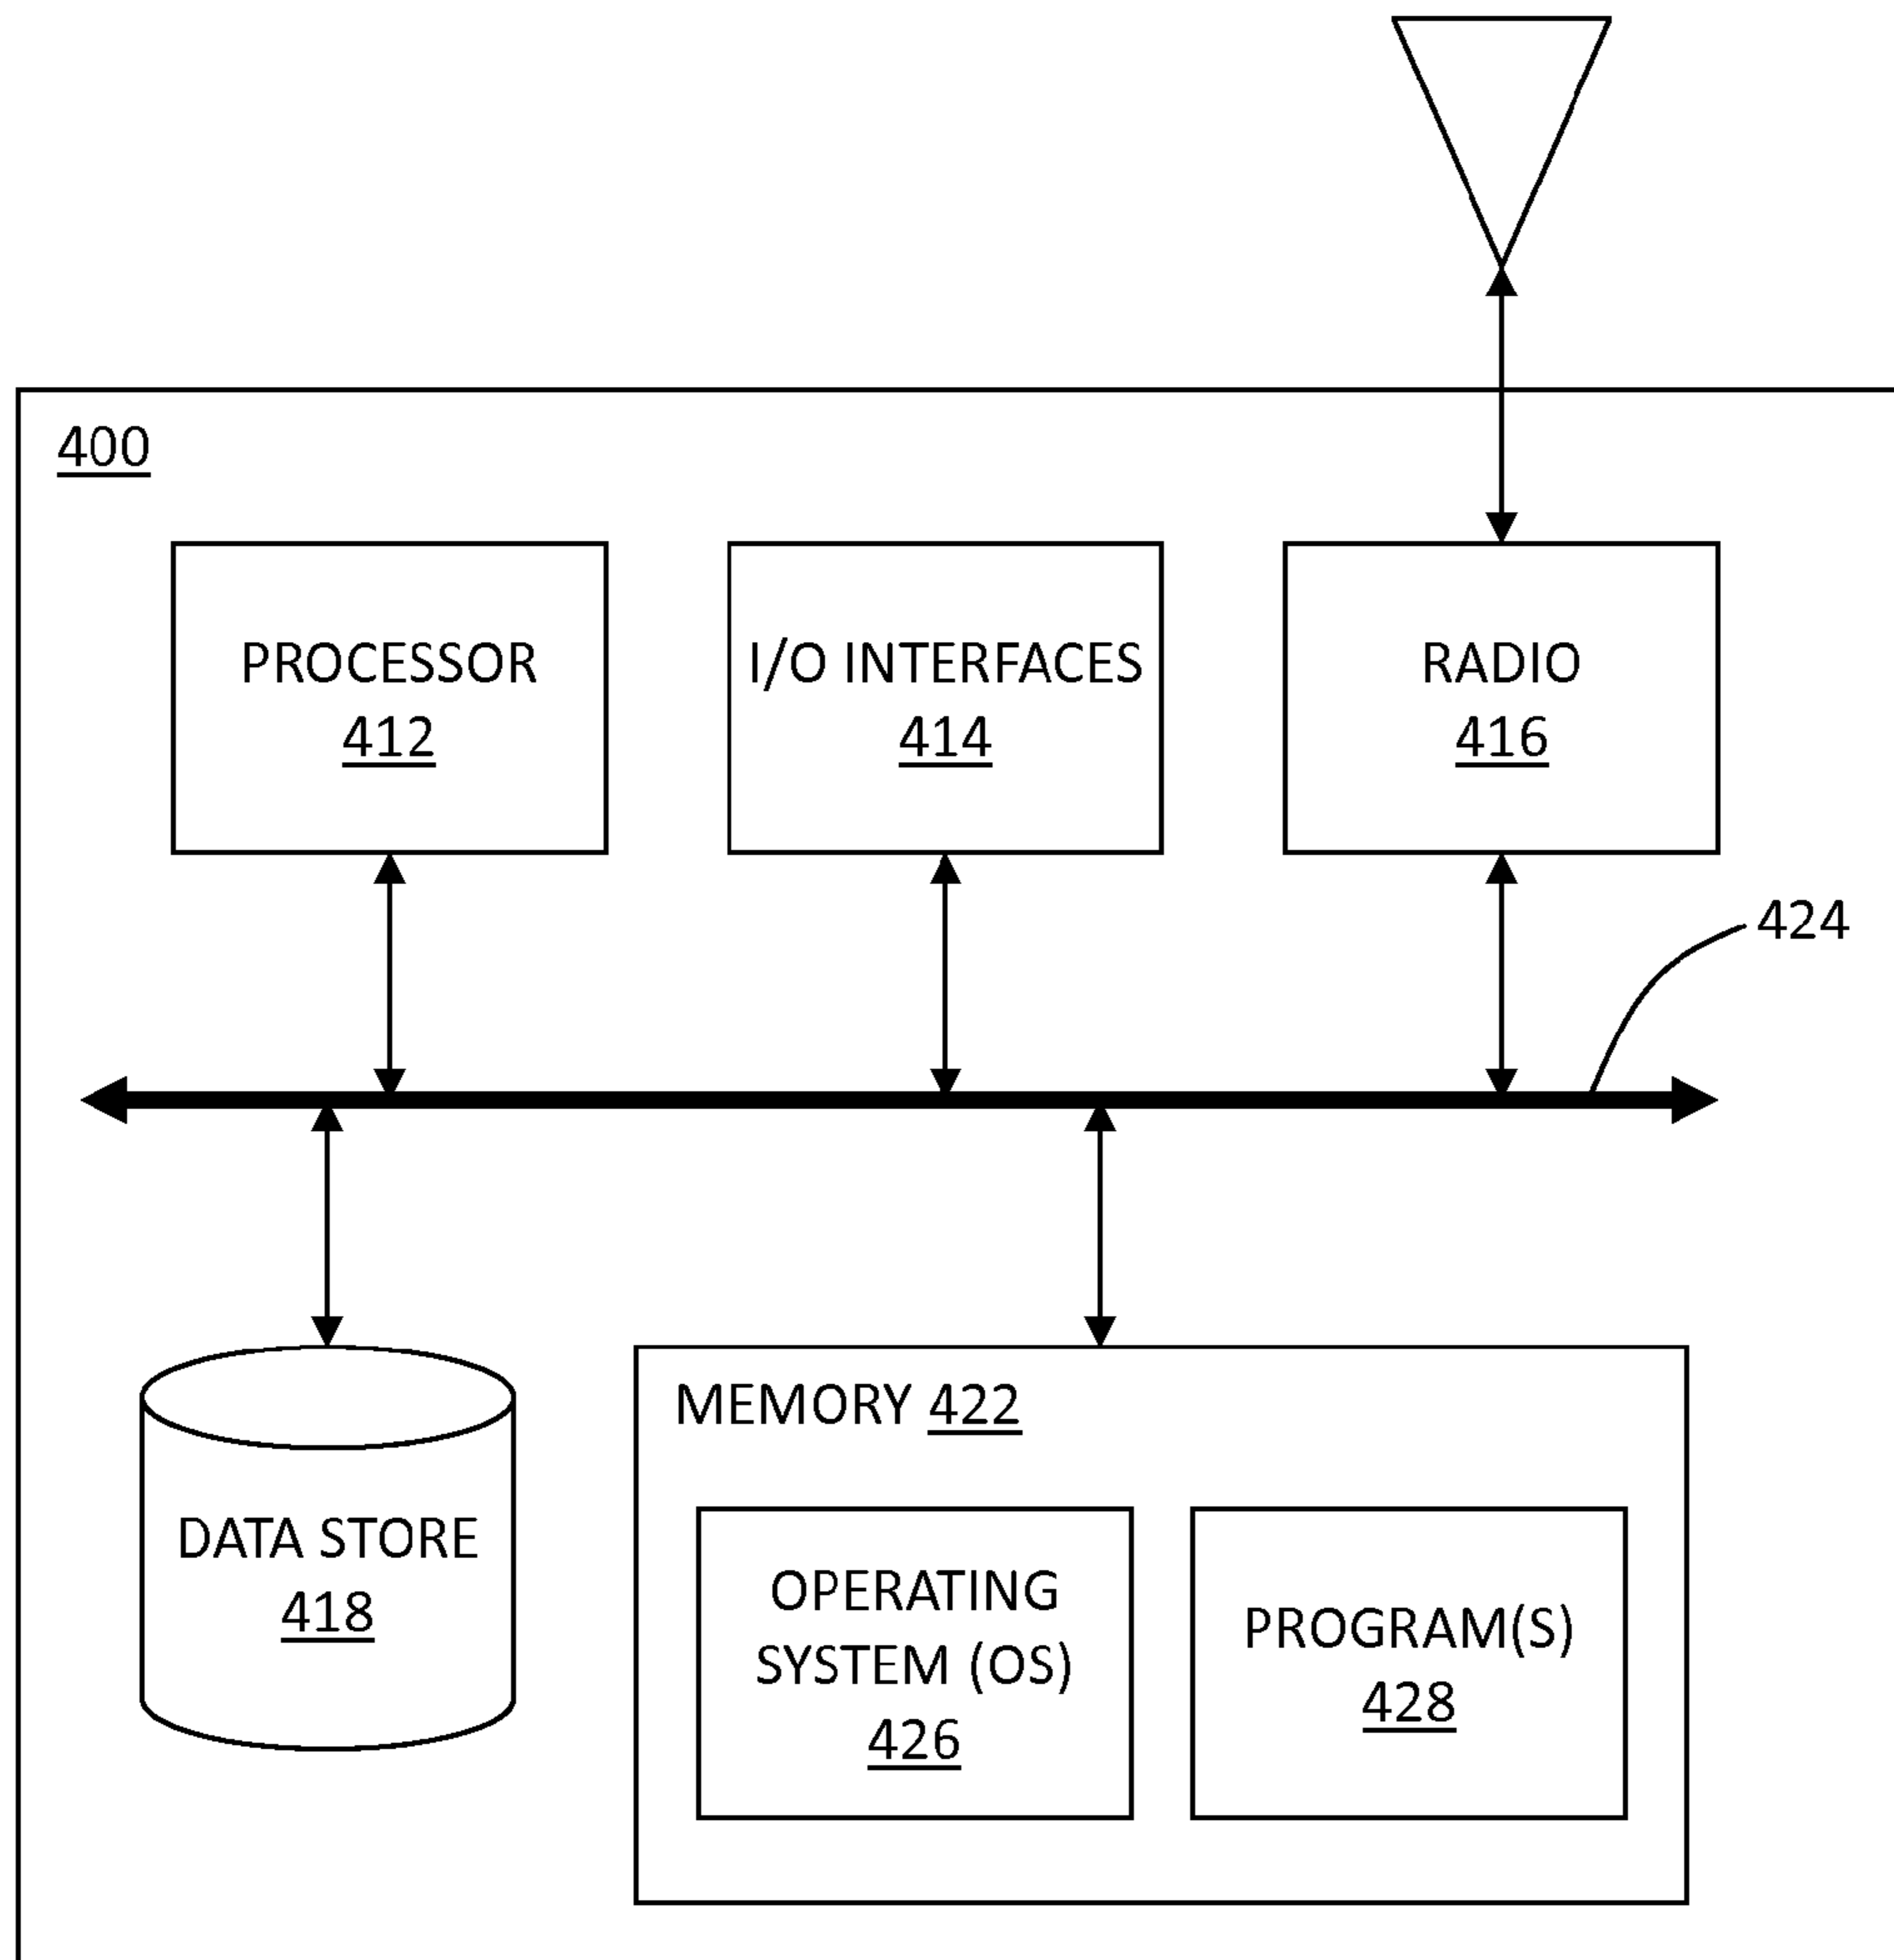 400
PROCESSOR
412
I/O INTERFACES
414
RADIO
416
424
MEMORY 422
DATA STORE
418
OPERATING
SYSTEM (OS)
426
PROGRAM(S)
428